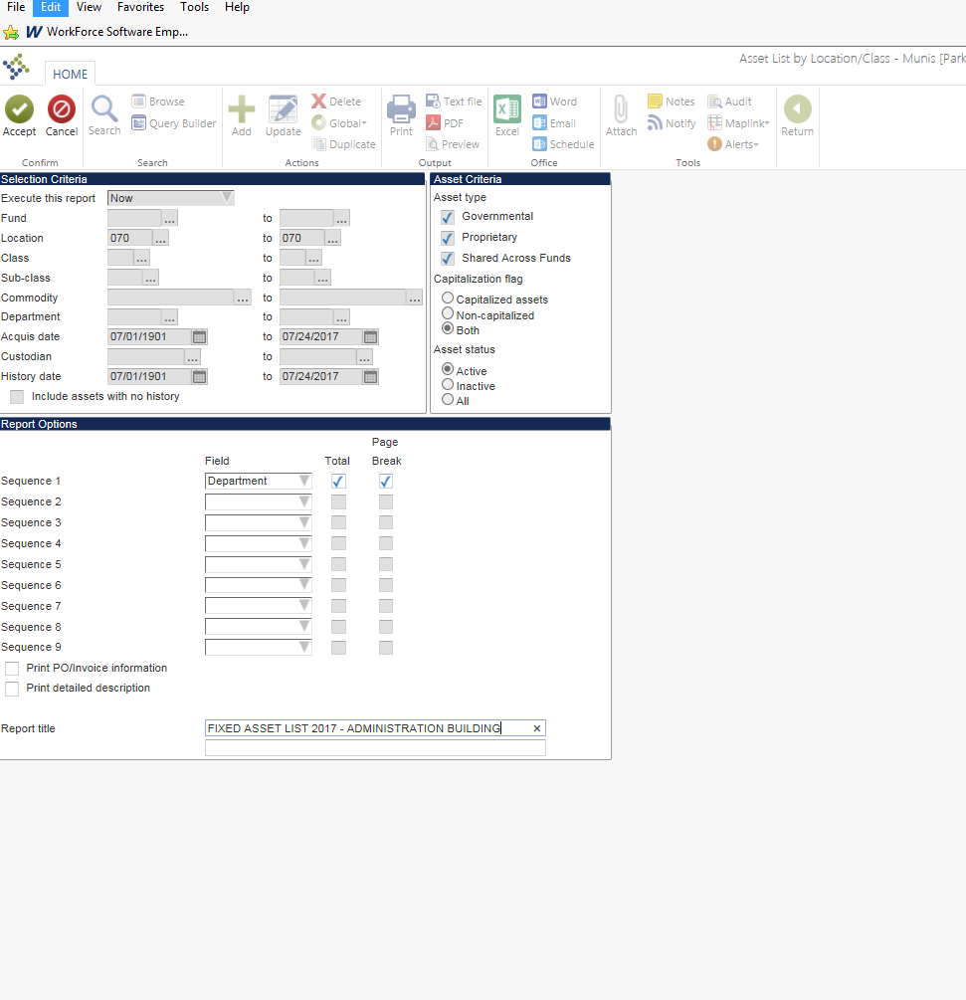 File Edit View Favorites Tools Help
W WorkForce Software Emp...
Asset List by Location/Class - Munis [Park
HOME
Accept Cancel Search Browse Query Builder Add Update Delete Global Duplicate Print Text file PDF Preview Excel Word Email Schedule Attach Notes Notify Audit Maplink Alerts Return
Confirm Search Actions Output Office Tools
Selection Criteria
Execute this report Now
Fund ... to ...
Location 070 ... to 070 ...
Class ... to ...
Sub-class ... to ...
Commodity ... to ...
Department ... to ...
Acquis date 07/01/1901 to 07/24/2017
Custodian ... to ...
History date 07/01/1901 to 07/24/2017
Include assets with no history
Asset Criteria
Asset type
Governmental
Proprietary
Shared Across Funds
Capitalization flag
Capitalized assets
Non-capitalized
Both
Asset status
Active
Inactive
All
Report Options
Field Total Page Break
Sequence 1 Department
Sequence 2
Sequence 3
Sequence 4
Sequence 5
Sequence 6
Sequence 7
Sequence 8
Sequence 9
Print PO/Invoice information
Print detailed description
Report title FIXED ASSET LIST 2017 - ADMINISTRATION BUILDING